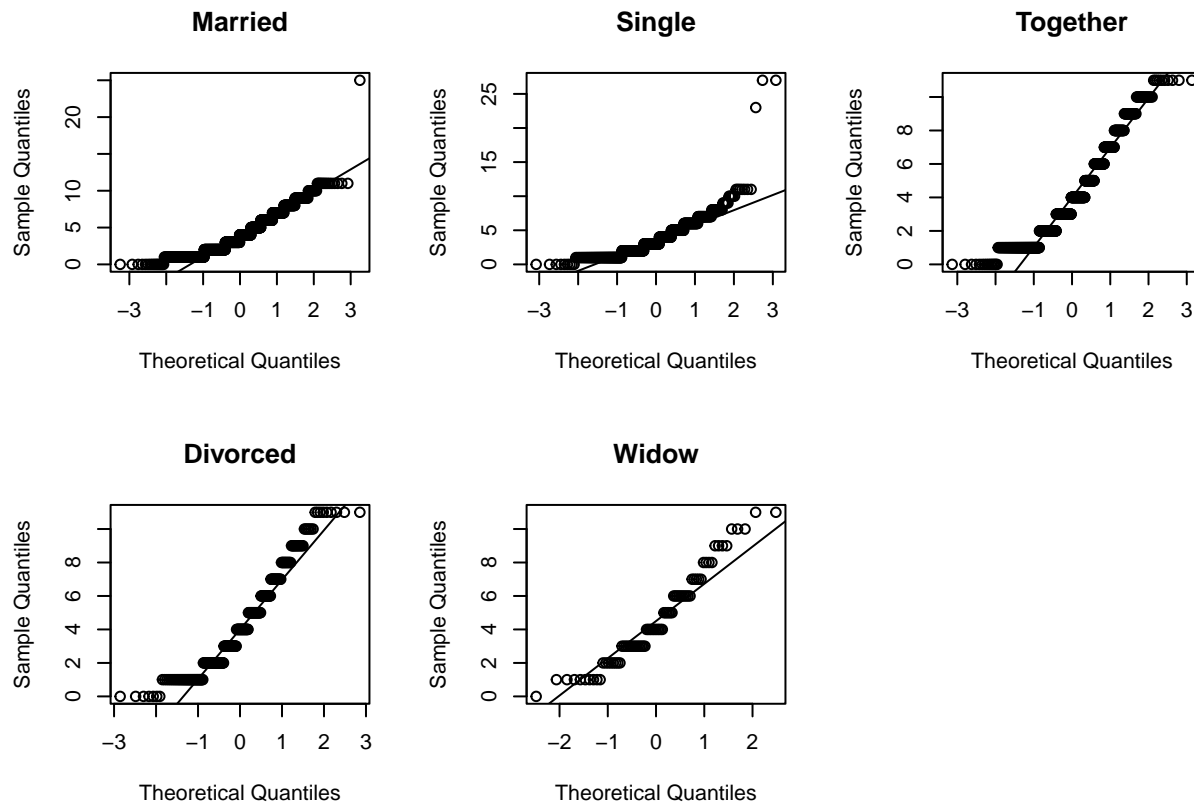 Married
Single
Together
Sample Quantiles
0 5 10 20
−3 −2 −1 0 1 2 3
Theoretical Quantiles
Sample Quantiles
0 5 15 25
−3 −2 −1 0 1 2 3
Theoretical Quantiles
Sample Quantiles
0 2 4 6 8
−3 −2 −1 0 1 2 3
Theoretical Quantiles
Divorced
Widow
Sample Quantiles
0 2 4 6 8
−3 −2 0 1 2 3
Theoretical Quantiles
Sample Quantiles
0 2 4 6 8
−2 −1 0 1 2
Theoretical Quantiles